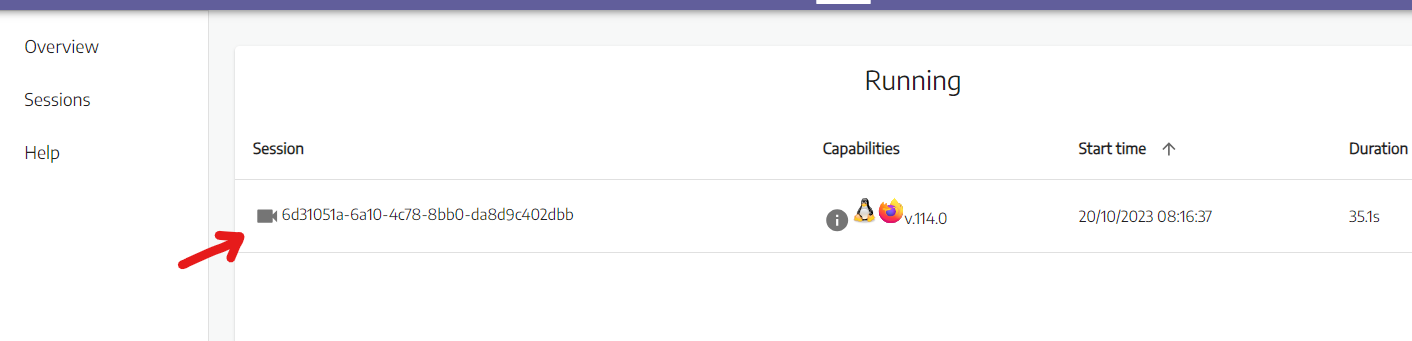 Overview
Sessions
Help
Running
Session Capabilities Start time Duration
6d31051a-6a10-4c78-8bb0-da8d9c402dbb v.114.0 20/10/2023 08:16:37 35.1s